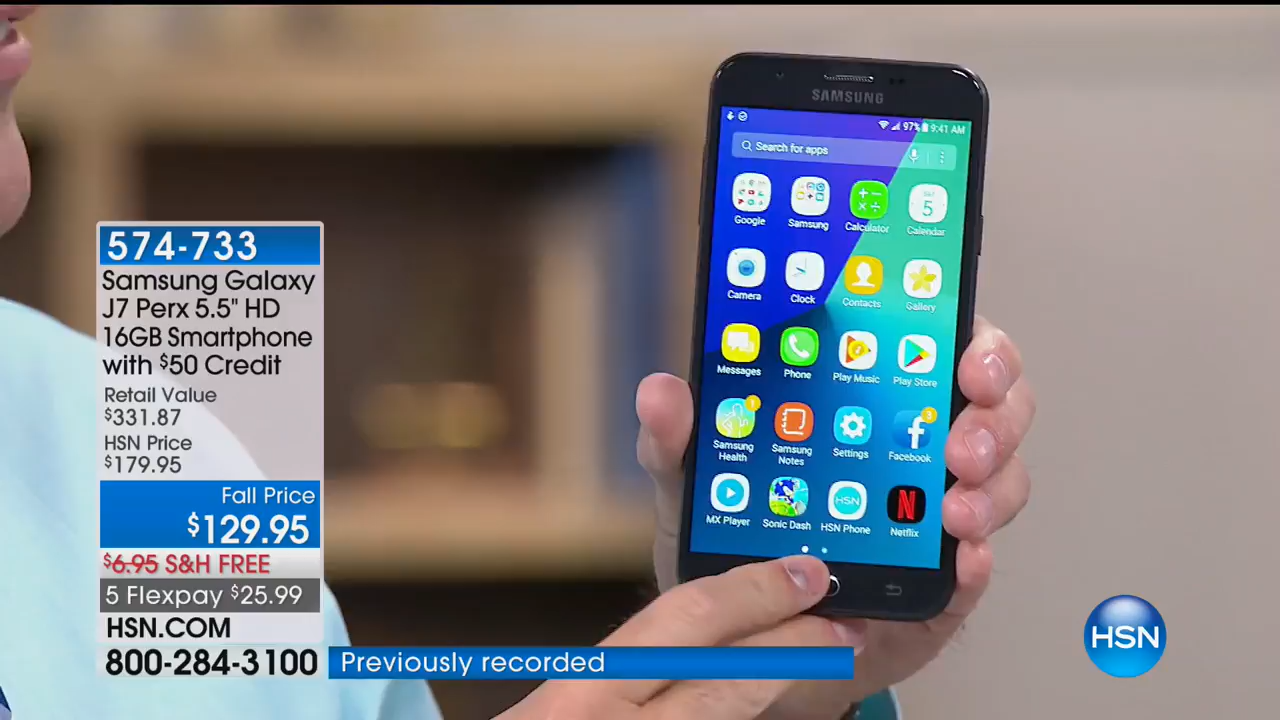 574-733
Samsung Galaxy
J7 Perx 5.5" HD
16GB Smartphone
with $50 Credit
Retail Value
$331.87
HSN Price
$179.95
Fall Price
$129.95
$6.95 S&H FREE
5 Flexpay $25.99
HSN.COM
800-284-3100
Previously recorded
SAMSUNG
97% 9:41 AM
Search for apps
5
Google Samsung Calculator Calendar
Camera Clock Contacts Gallery
Messages Phone Play Music Play Store
1 3
Samsung Health Samsung Notes Settings Facebook
HSN N
MX Player Sonic Dash HSN Phone Netflix
HSN